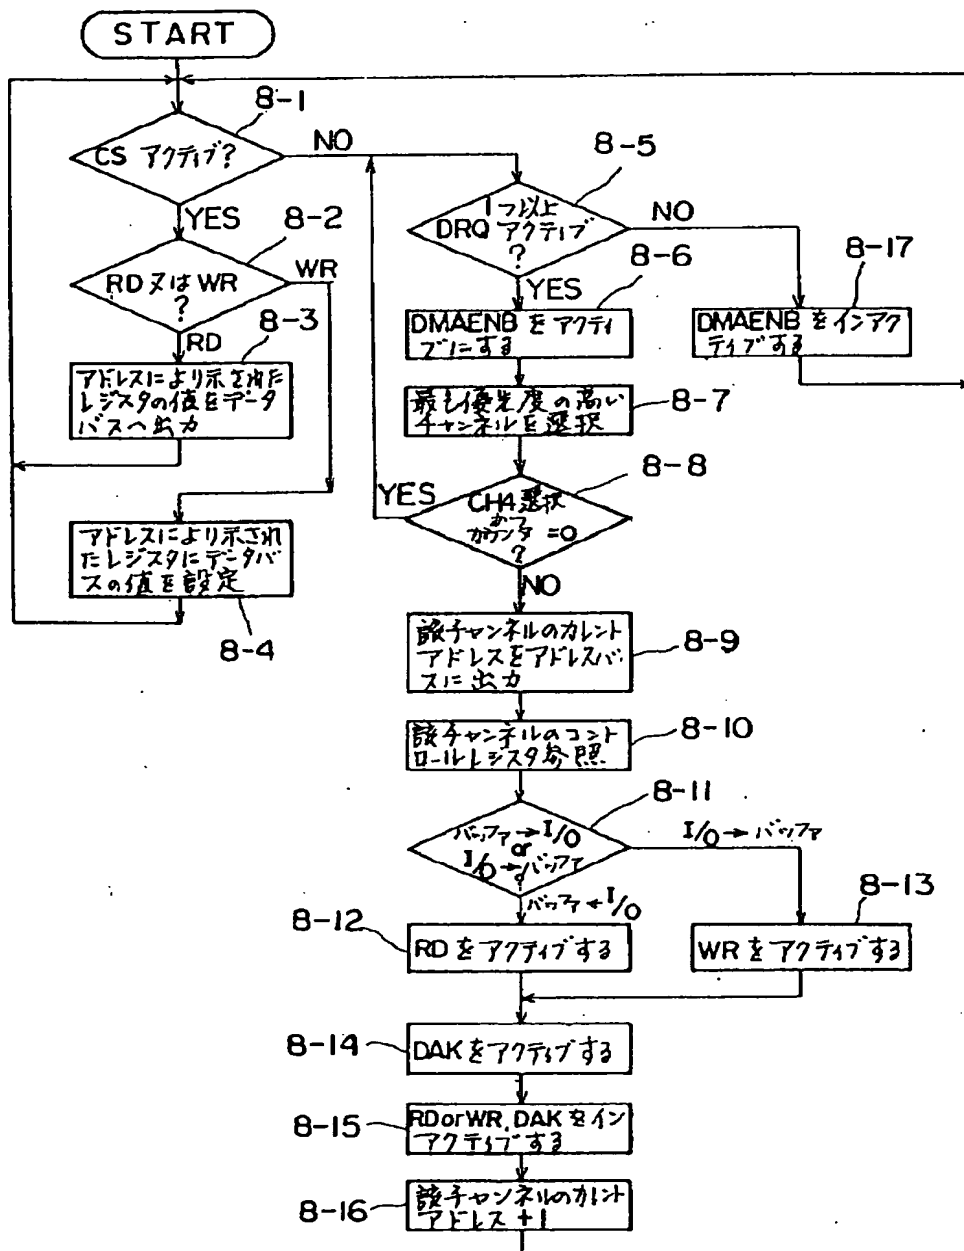 START
8-1
CS アクティブ?
NO
YES
8-2
RD又はWR
?
WR
RD
8-3
アドレスにより示された
レジスタの値をデータ
バスへ出力
アドレスにより示され
たレジスタにデータバ
スの値を設定
8-4
8-5
1つ以上
DRQ アクティブ
?
NO
YES
8-6
DMAENB をアクティ
ブにする
8-17
DMAENB をインアク
ティブする
最も優先度の高い
チャンネルを選択
8-7
8-8
YES
CH4選択
かつ
カウンタ=0
?
NO
該チャンネルのカレント
アドレスをアドレスバ
スに出力
8-9
該チャンネルのコント
ロールレジスタ参照
8-10
8-11
バッファ→I/O
or
I/O→バッファ
?
I/O→バッファ
バッファ←I/O
8-12
RD をアクティブする
8-13
WR をアクティブする
8-14
DAK をアクティブする
8-15
RDorWR,DAK をイン
アクティブする
8-16
該チャンネルのカレント
アドレス +1